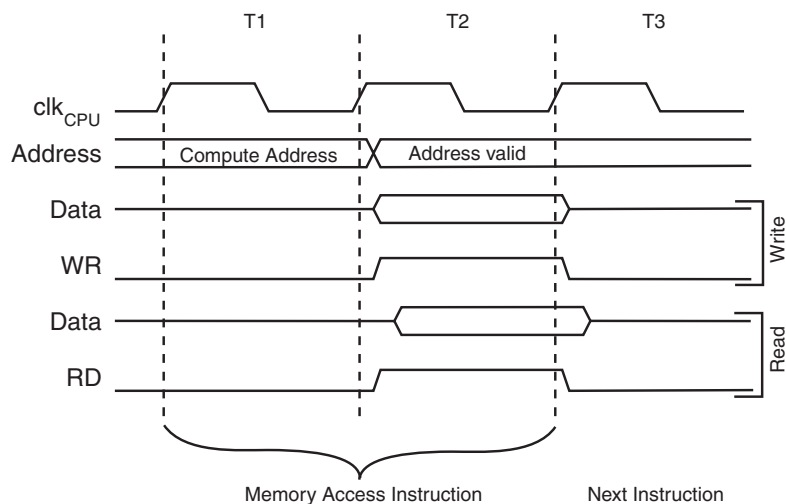 T1 T2 T3
clkCPU
Address Compute Address Address valid
Data
WR
Write
Data
RD
Read
Memory Access Instruction Next Instruction